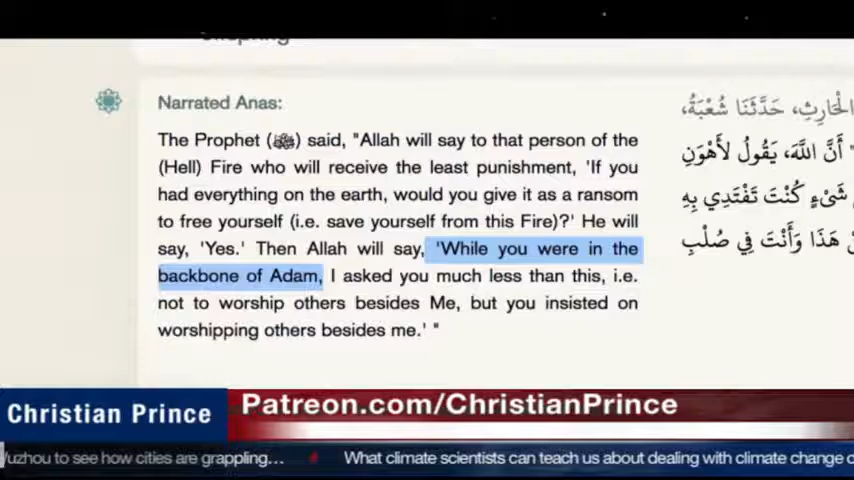 Narrated Anas:
The Prophet (ﷺ) said, "Allah will say to that person of the
(Hell) Fire who will receive the least punishment, 'If you
had everything on the earth, would you give it as a ransom
to free yourself (i.e. save yourself from this Fire)?' He will
say, 'Yes.' Then Allah will say, 'While you were in the
backbone of Adam, I asked you much less than this, i.e.
not to worship others besides Me, but you insisted on
worshipping others besides me.' "
الْحَارِثِ، حَدَّثَنَا شُعْبَةُ،
" أَنَّ اللَّهَ، يَقُولُ لأَهْوَنِ
شَىْءٍ كُنْتَ تَفْتَدِي بِهِ
هَذَا وَأَنْتَ فِي صُلْبِ
Christian Prince
Patreon.com/ChristianPrince
uzhou to see how cities are grappling...
What climate scientists can teach us about dealing with climate change